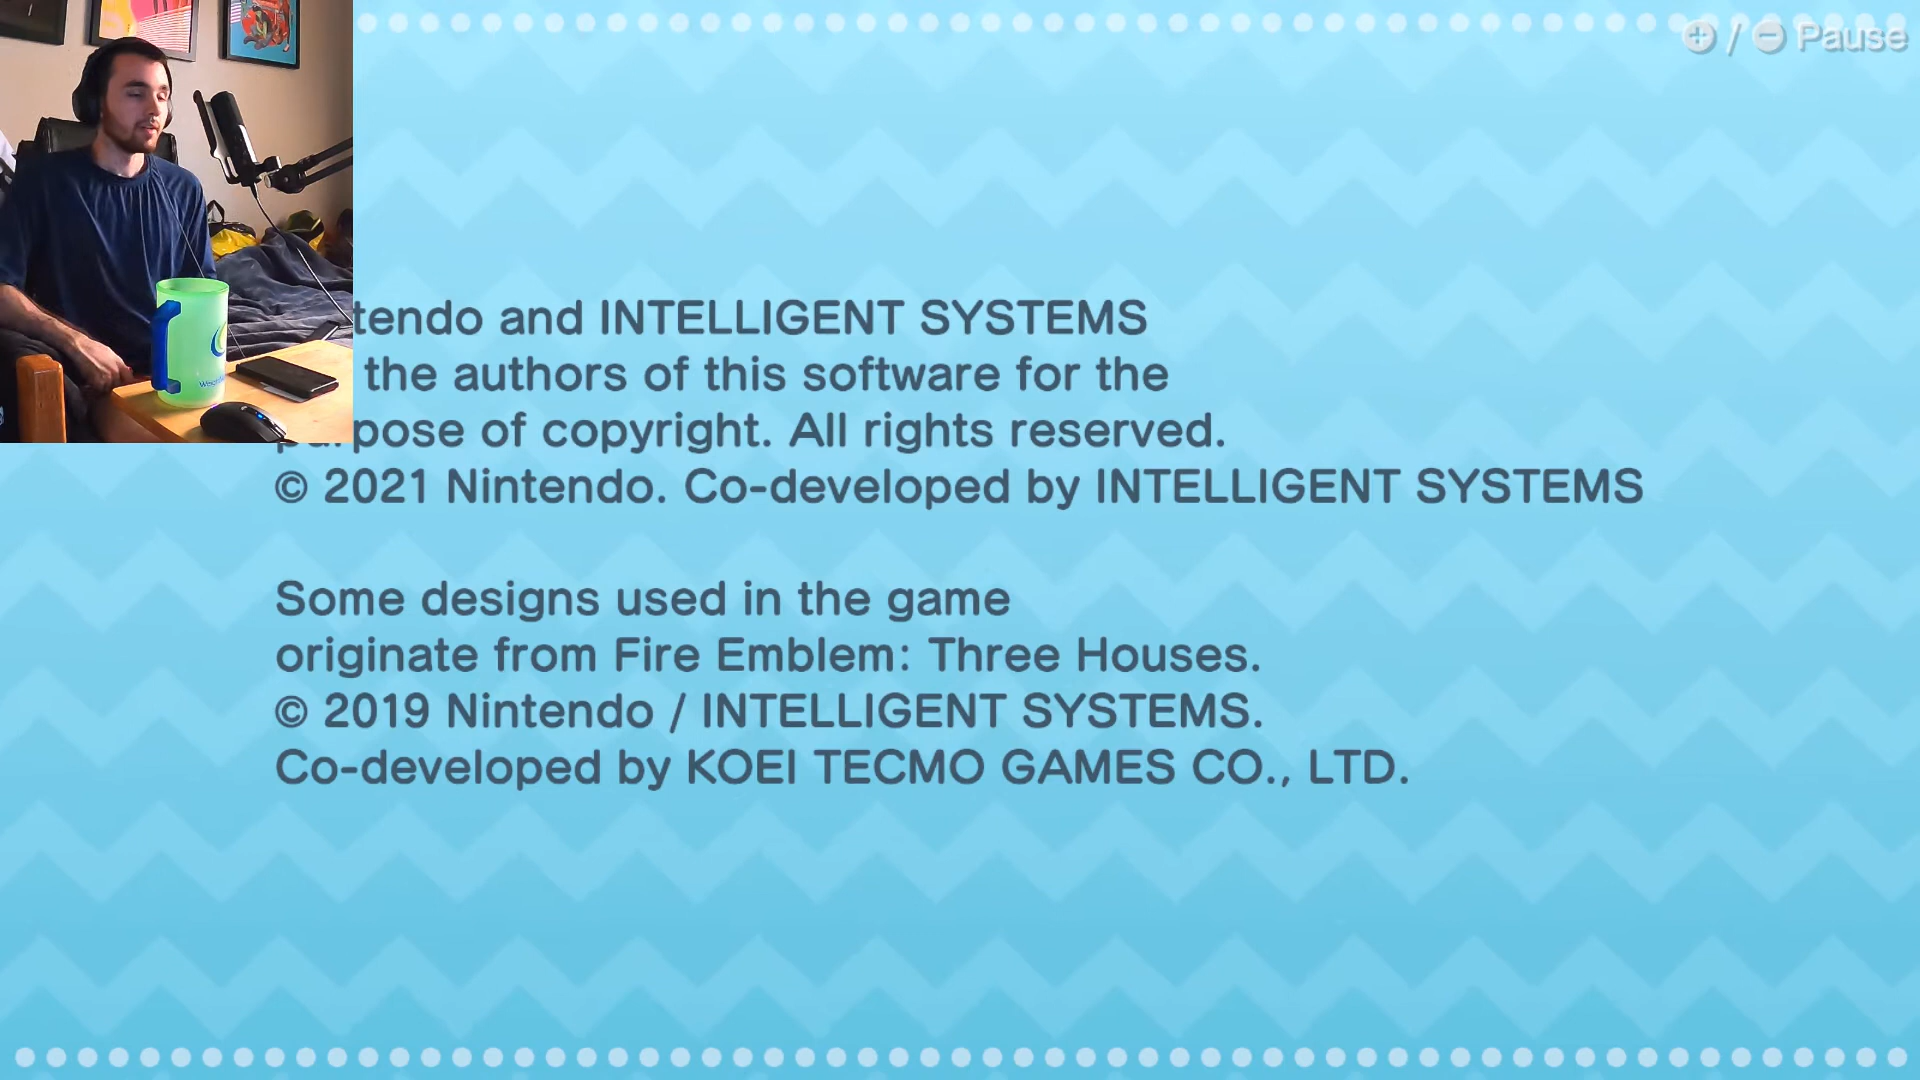 + / - Pause
tendo and INTELLIGENT SYSTEMS
the authors of this software for the
pose of copyright. All rights reserved.
© 2021 Nintendo. Co-developed by INTELLIGENT SYSTEMS
Some designs used in the game
originate from Fire Emblem: Three Houses.
© 2019 Nintendo / INTELLIGENT SYSTEMS.
Co-developed by KOEI TECMO GAMES CO., LTD.